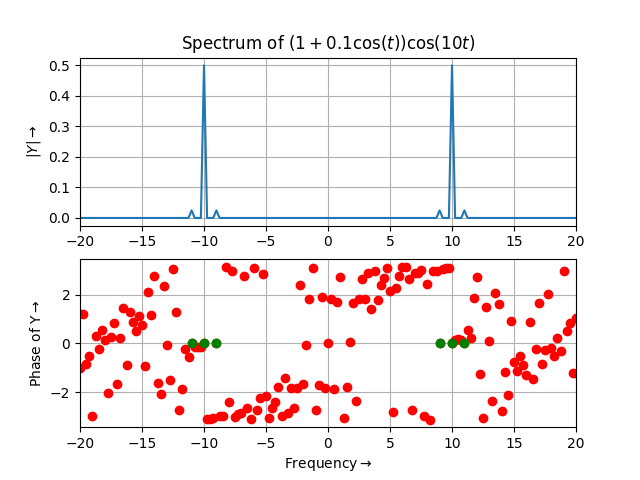 Spectrum of (1 + 0.1cos(t))cos(10t)
|Y| →
0.5
0.4
0.3
0.2
0.1
0.0
−20 −15 −10 −5 0 5 10 15 20
Phase of Y →
2
0
−2
−20 −15 −10 −5 0 5 10 15 20
Frequency →